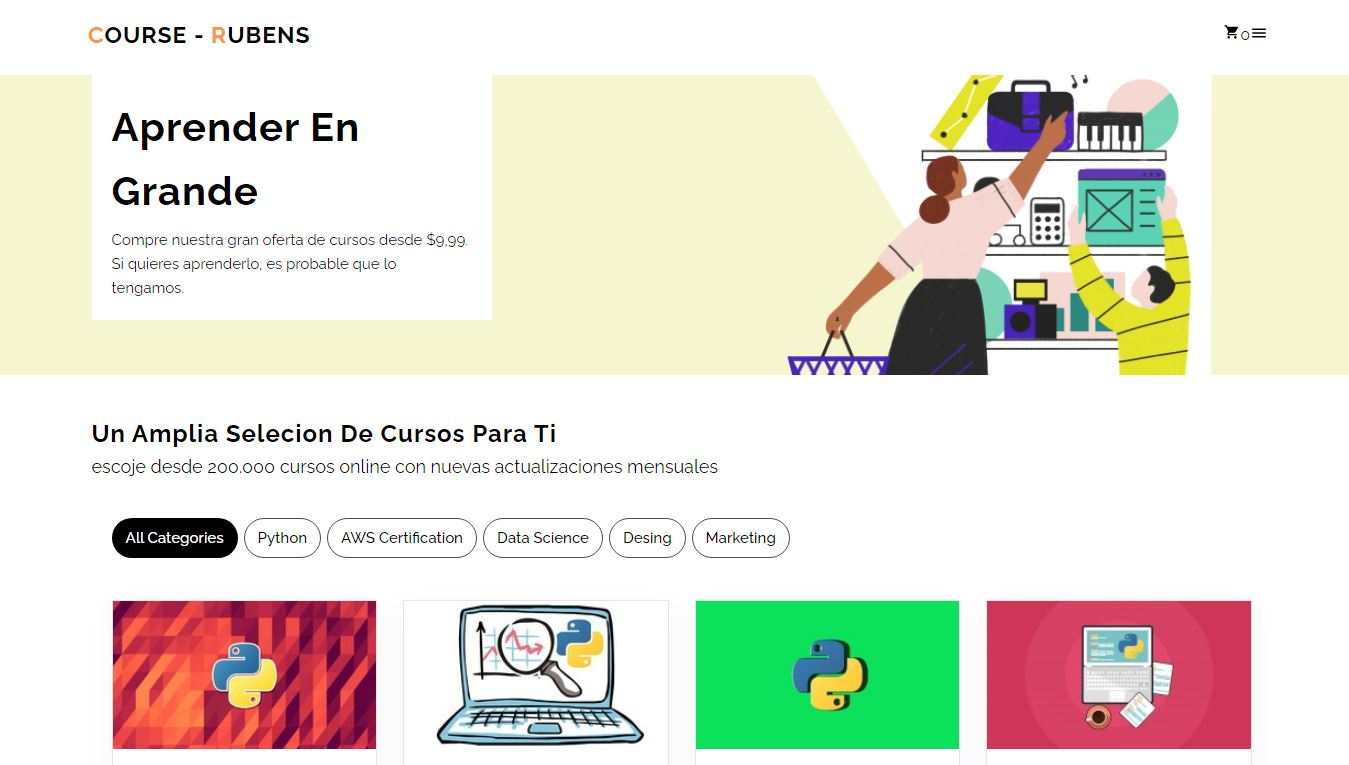 COURSE - RUBENS
0
Aprender En
Grande
Compre nuestra gran oferta de cursos desde $9,99.
Si quieres aprenderlo, es probable que lo
tengamos.
Un Amplia Selecion De Cursos Para Ti
escoje desde 200.000 cursos online con nuevas actualizaciones mensuales
All Categories Python AWS Certification Data Science Desing Marketing